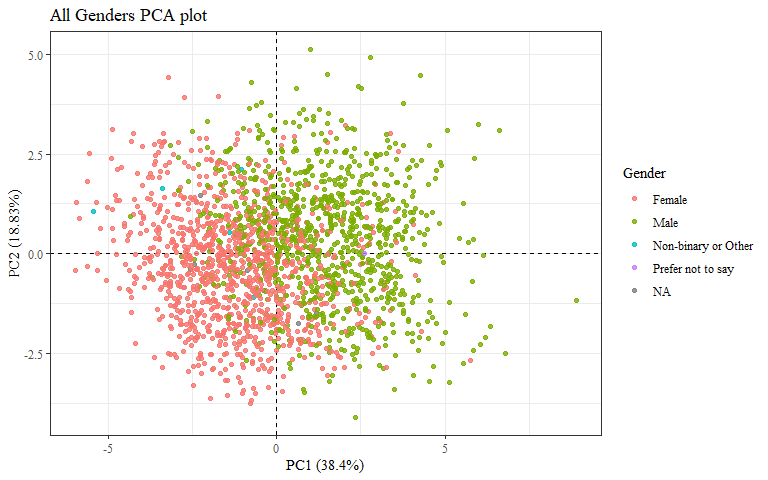 All Genders PCA plot
PC2 (18.83%)
5.0
2.5
0.0
-2.5
-5
0
5
PC1 (38.4%)
Gender
Female
Male
Non-binary or Other
Prefer not to say
NA